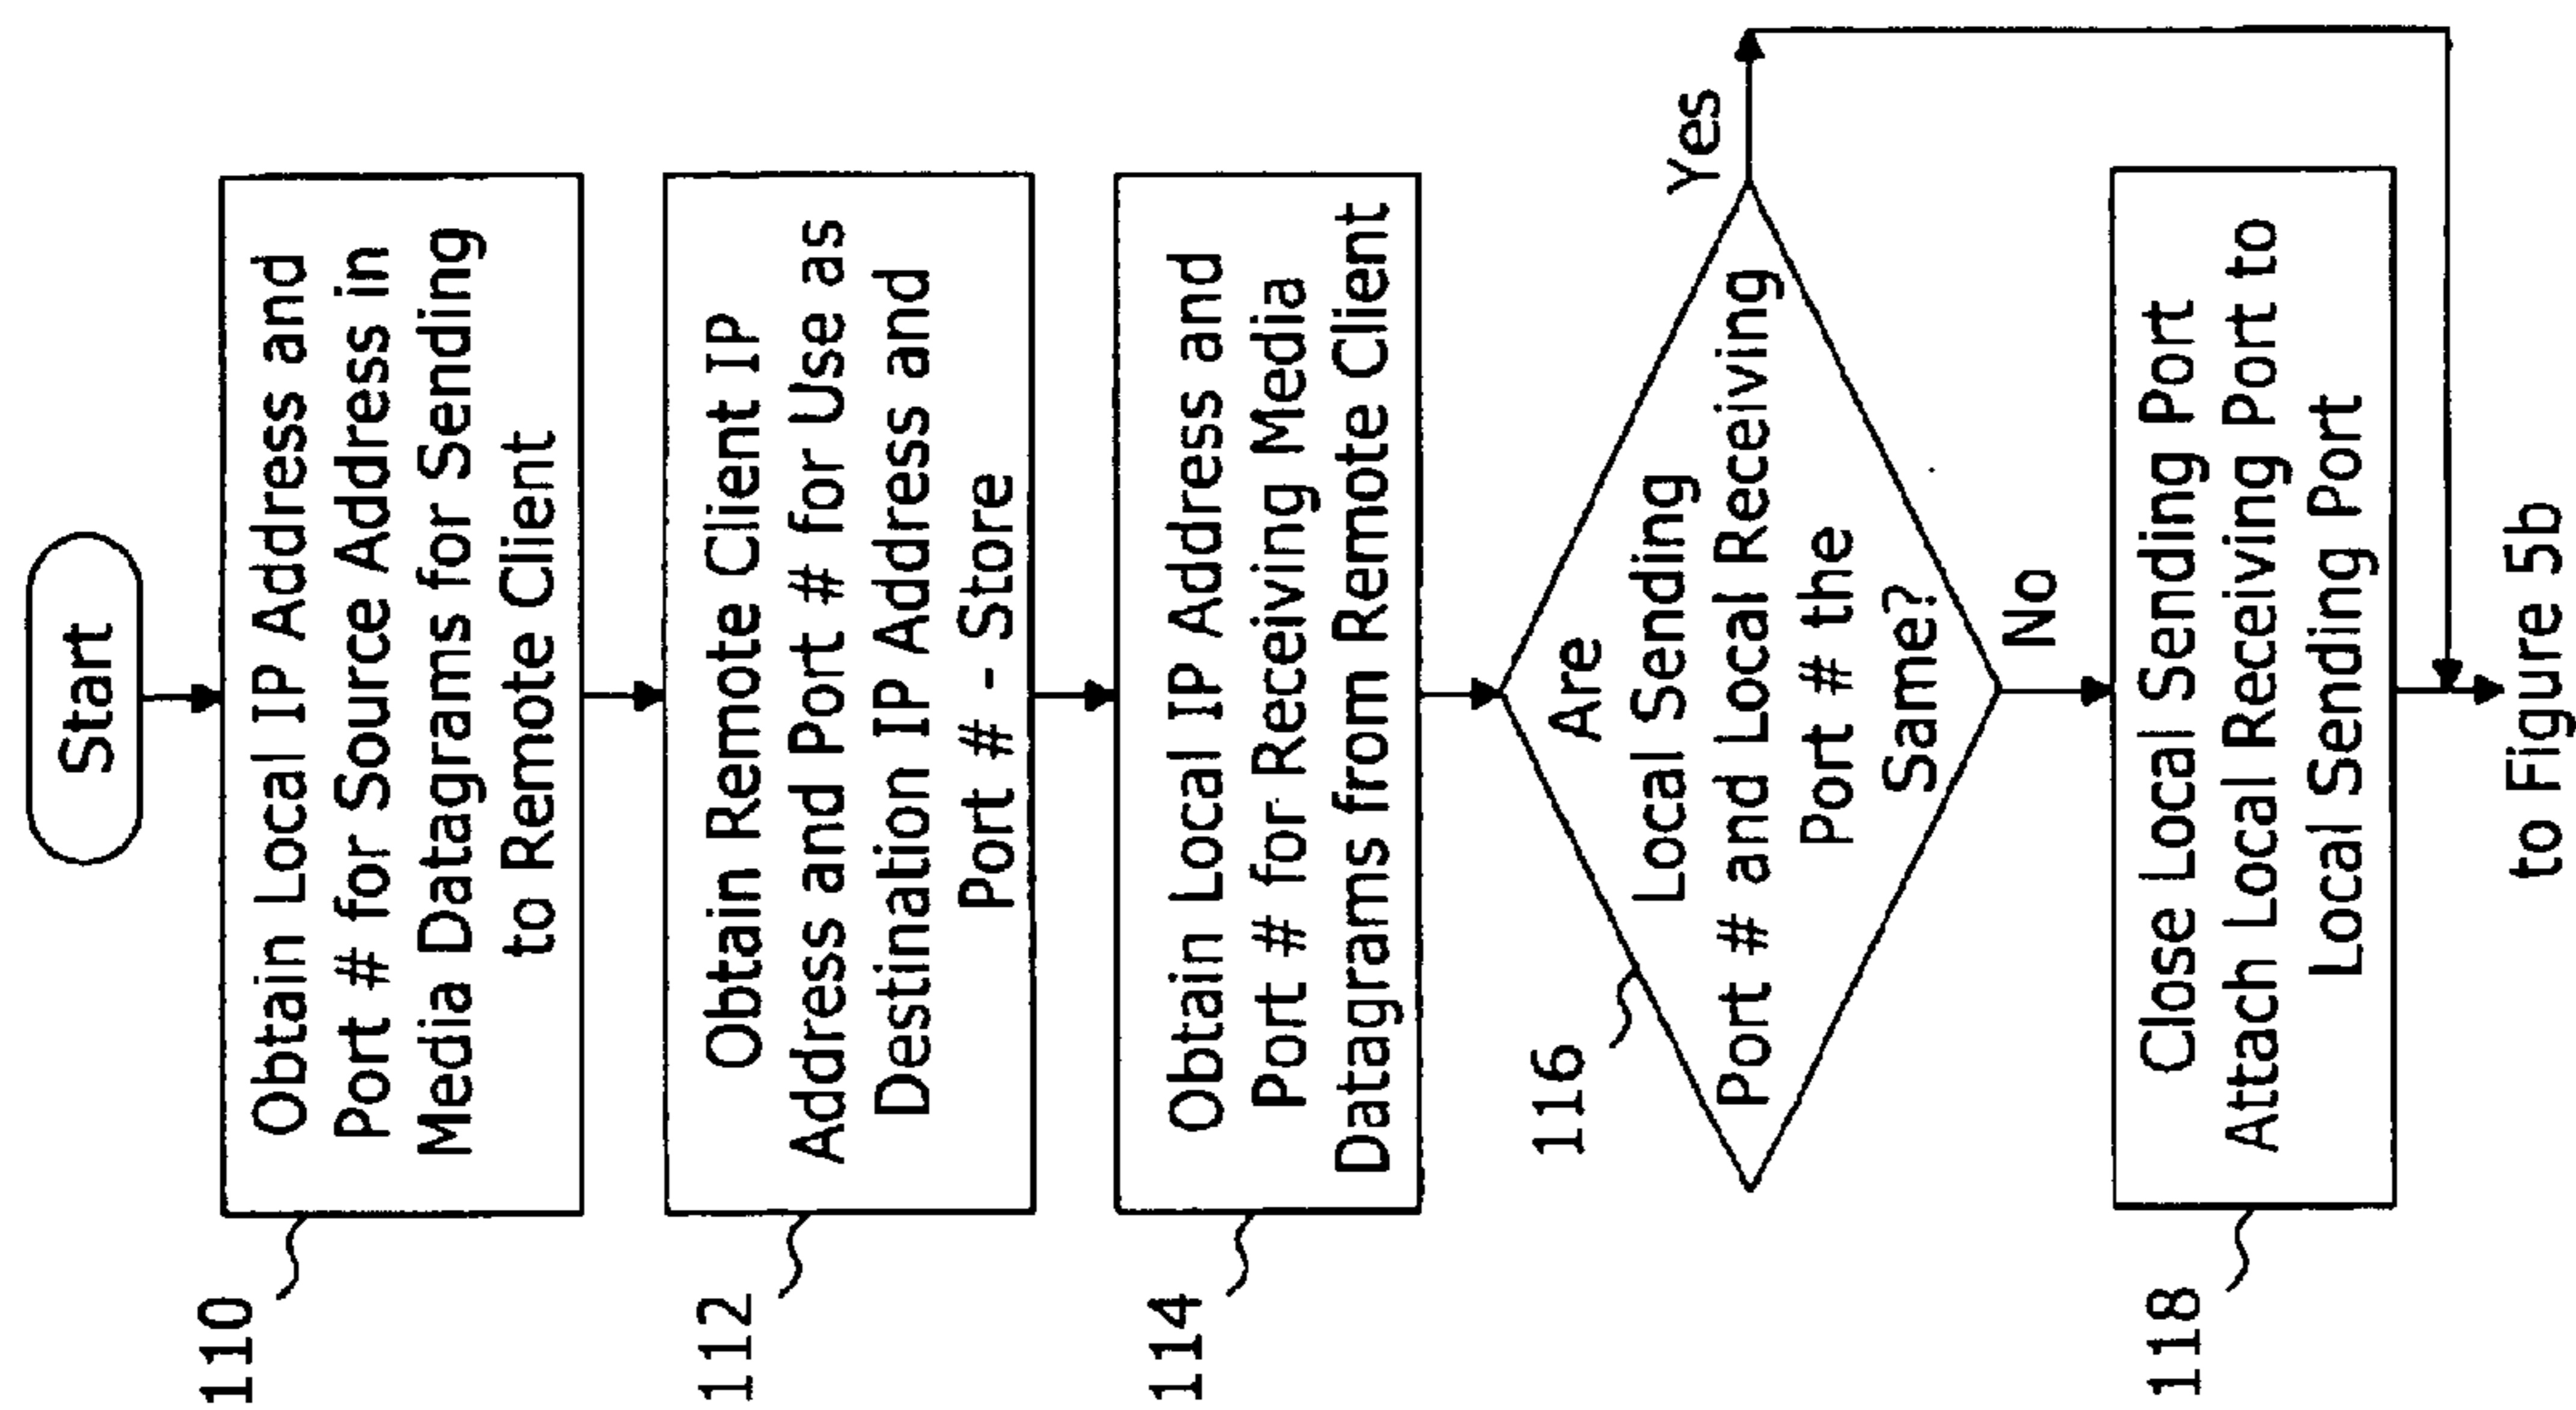 Start
110
Obtain Local IP Address and
Port # for Source Address in
Media Datagrams for Sending
to Remote Client
112
Obtain Remote Client IP
Address and Port # for Use as
Destination IP Address and
Port # - Store
114
Obtain Local IP Address and
Port # for Receiving Media
Datagrams from Remote Client
116
Are
Local Sending
Port # and Local Receiving
Port # the
Same?
Yes
No
118
Close Local Sending Port
Attach Local Receiving Port to
Local Sending Port
to Figure 5b